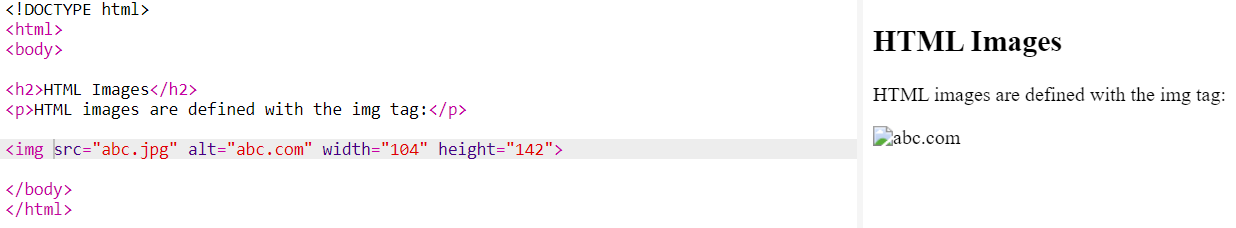 <!DOCTYPE html>
<html>
<body>
<h2>HTML Images</h2>
<p>HTML images are defined with the img tag:</p>
<img src="abc.jpg" alt="abc.com" width="104" height="142">
</body>
</html>
HTML Images
HTML images are defined with the img tag:
abc.com